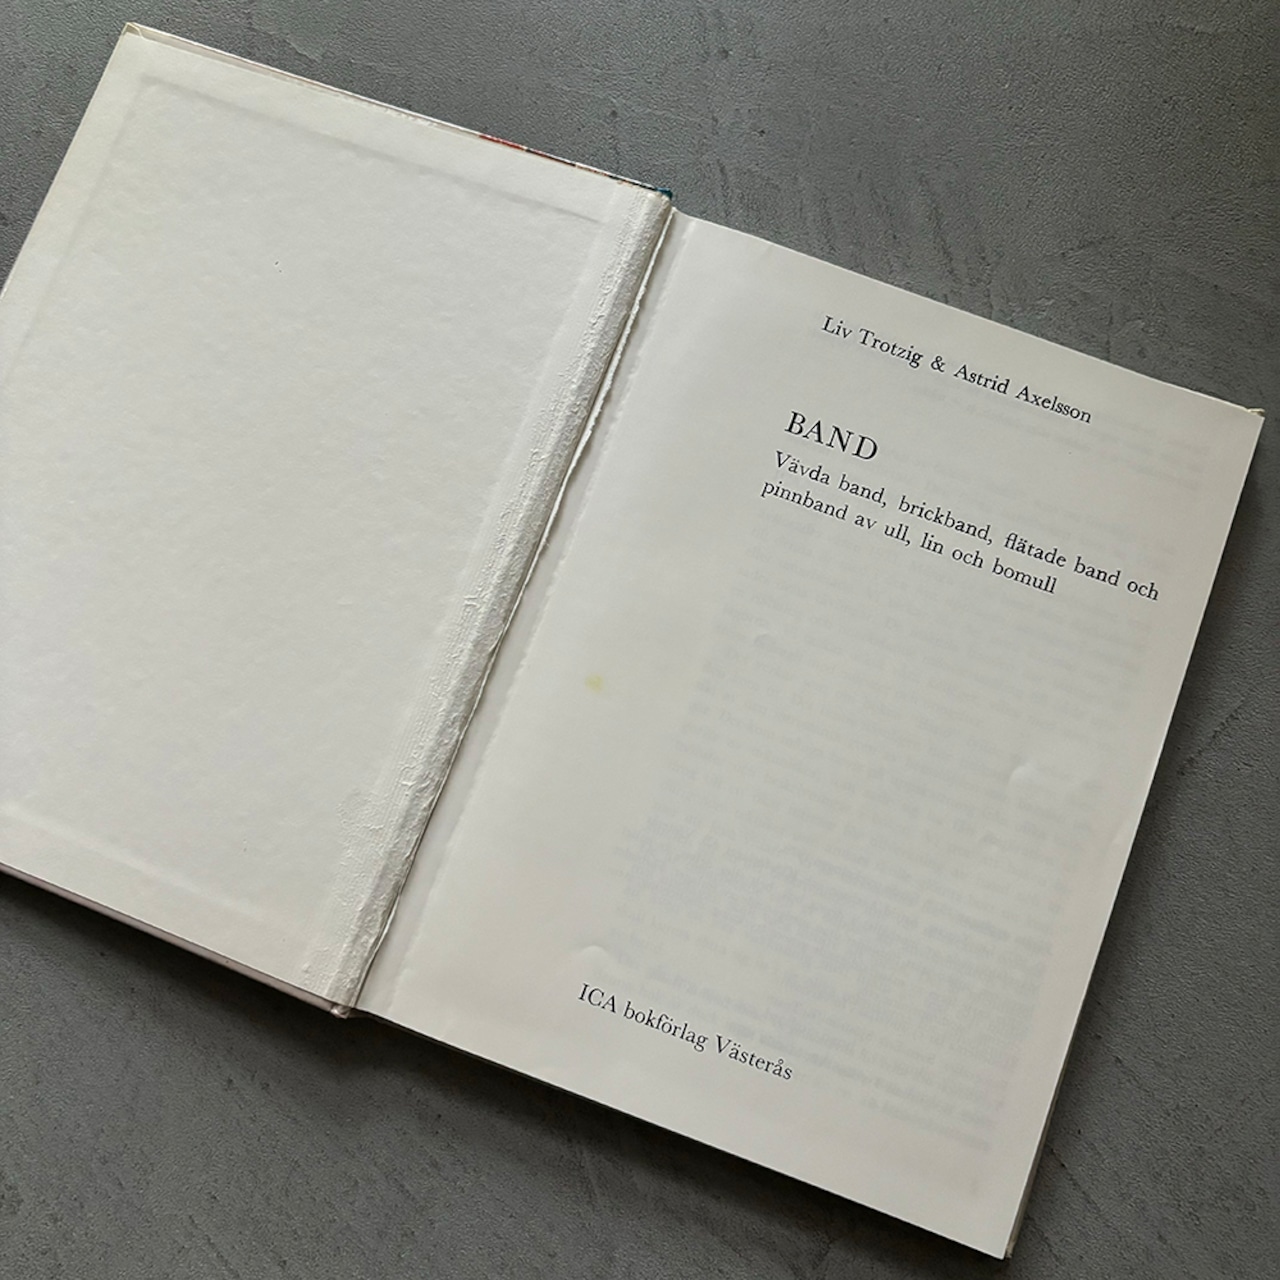 Liv Trotzig & Astrid Axelsson
BAND
Vävda band, brickband, flätade band och
pinnband av ull, lin och bomull
ICA bokförlag Västerås